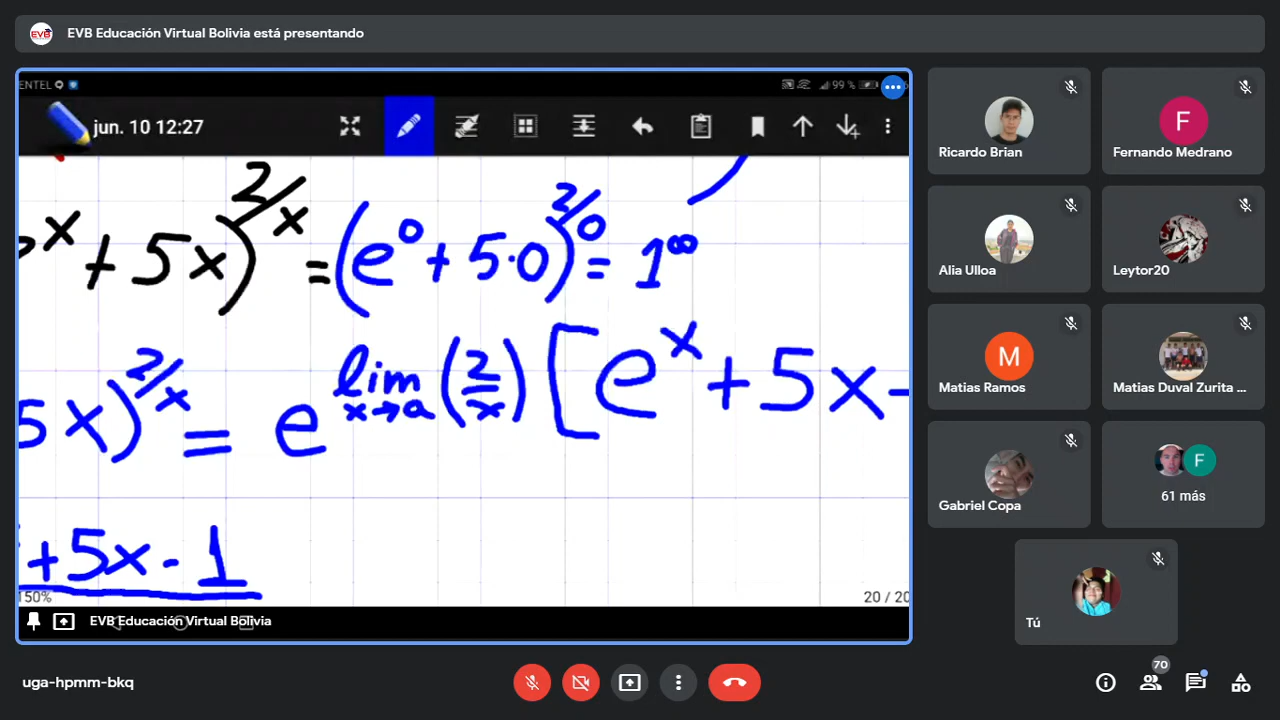 EVB Educación Virtual Bolivia está presentando
ENTEL
99 %
jun. 10 12:27
x + 5x)^{2/x} = (e^0 + 5·0)^{2/0} = 1^∞
5x)^{2/x} = e^{lim x→a (2/x) [e^x + 5x -
+ 5x - 1
150%
20 / 20
EVB Educación Virtual Bolivia
Ricardo Brian
F
Fernando Medrano
Alia Ulloa
Leytor20
M
Matias Ramos
Matias Duval Zurita ...
Gabriel Copa
F
61 más
Tú
uga-hpmm-bkq
70